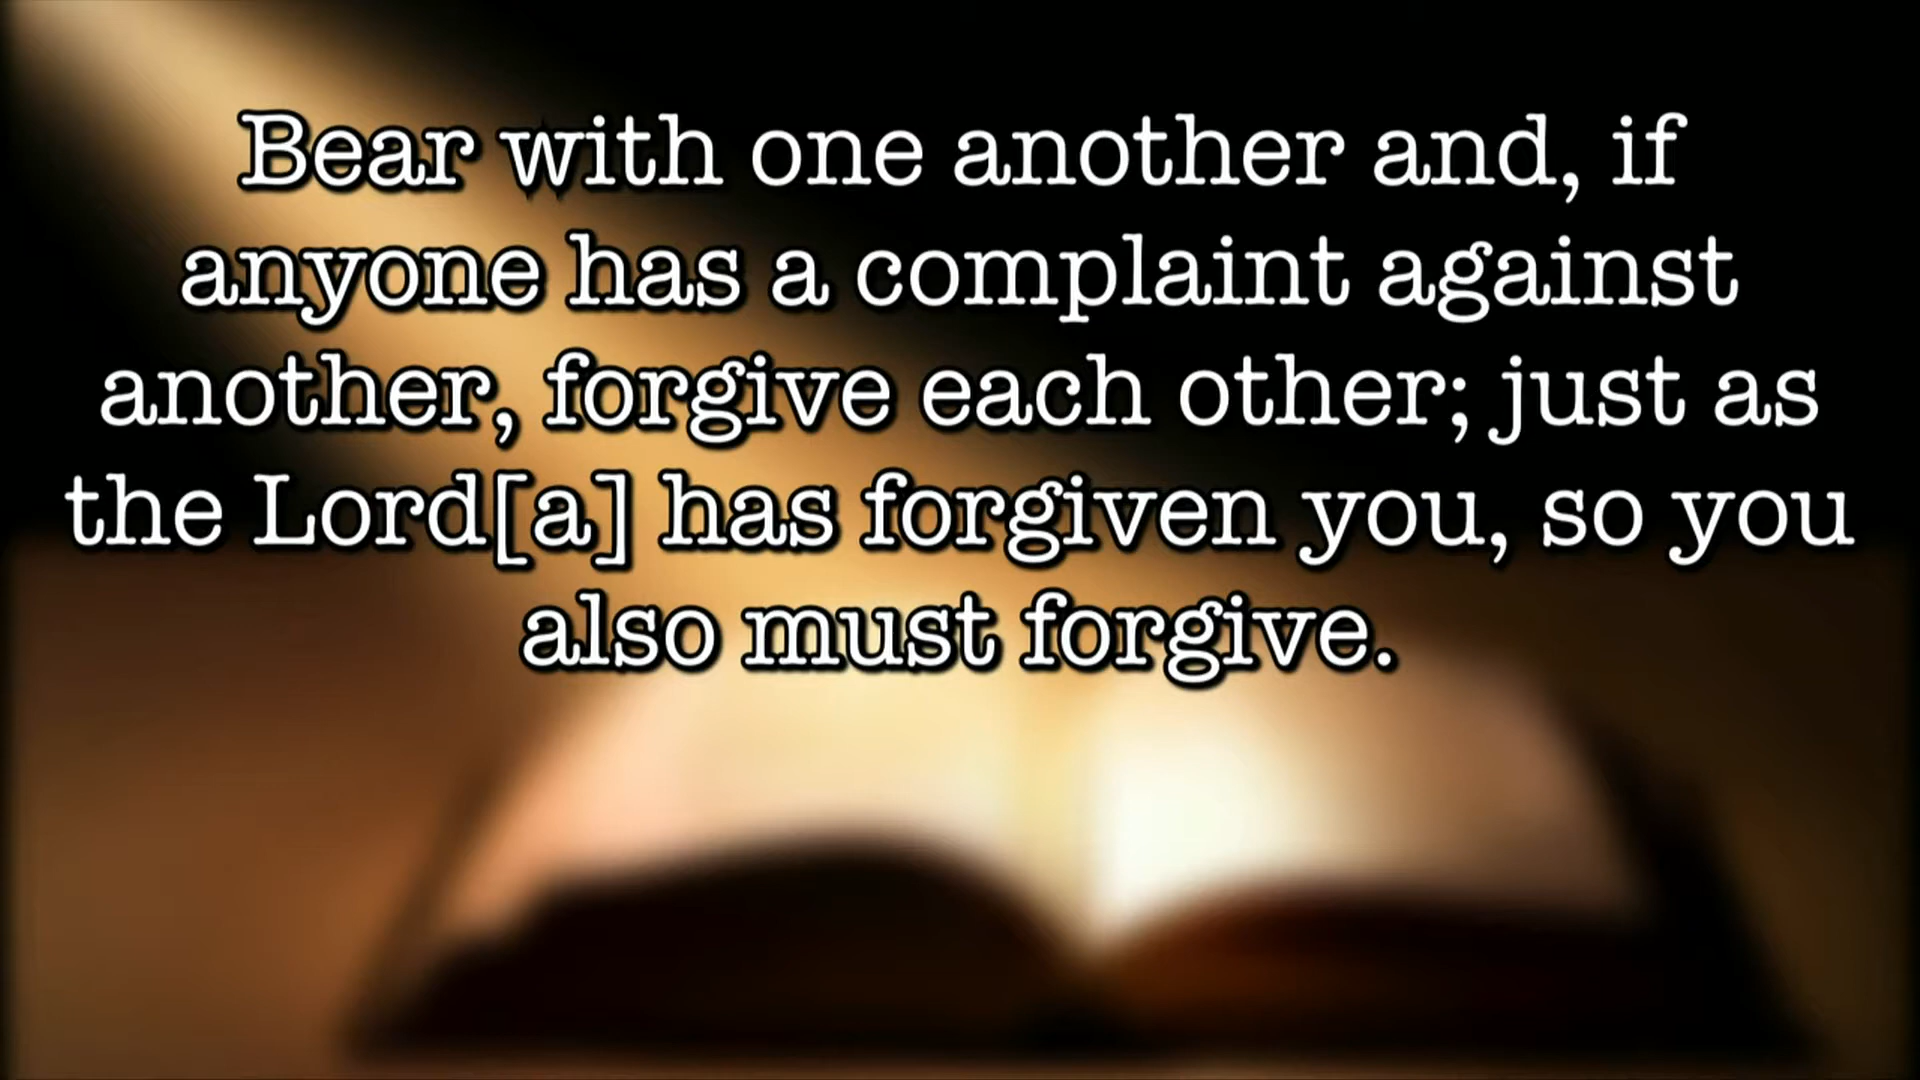 Bear with one another and, if
anyone has a complaint against
another, forgive each other; just as
the Lord[a] has forgiven you, so you
also must forgive.